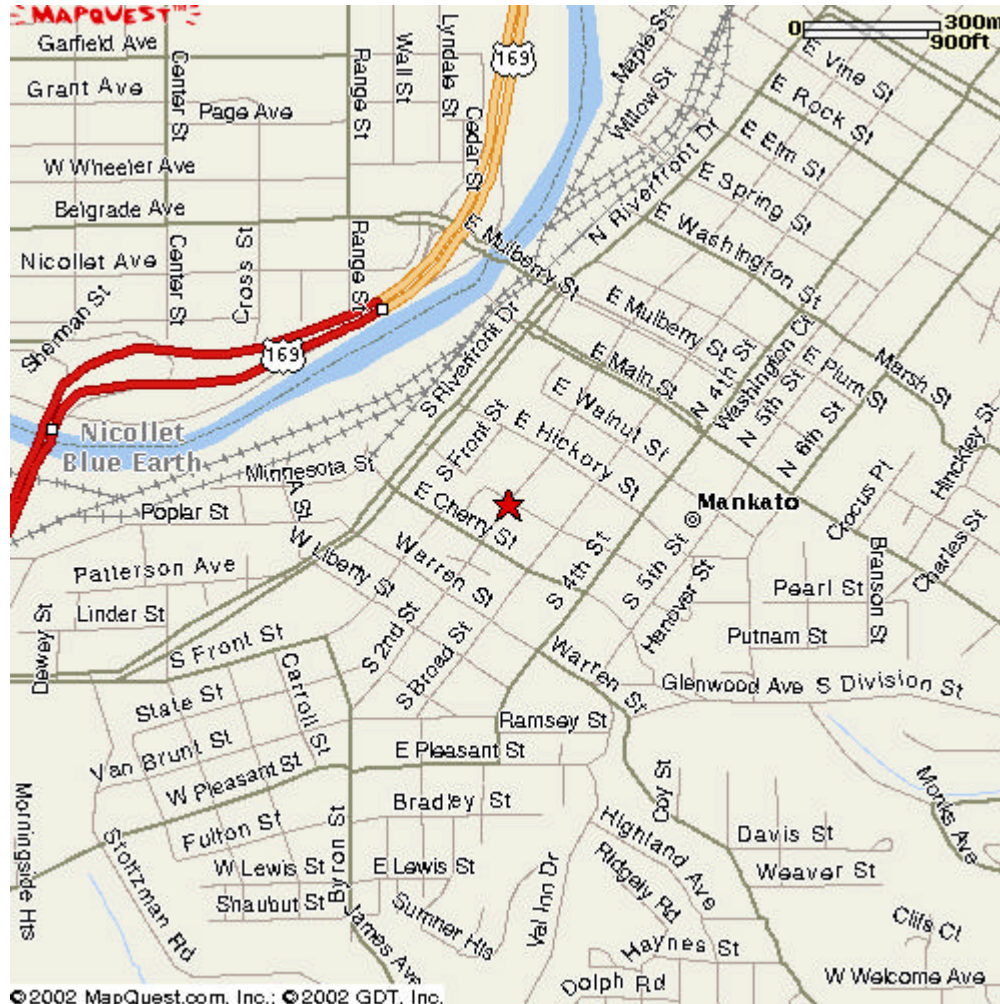 MAPQUEST™
0 300m
900ft
Garfield Ave
Grant Ave
Page Ave
W Wheeler Ave
Belgrade Ave
Nicollet Ave
Center St
Center St
Cross St
Range St
Range St
Wall St
Lyndale St
Cedar St
169
Maple St
Willow St
N Riverfront Dr
E Vine St
E Rock St
E Elm St
E Spring St
E Washington St
E Mulberry St
E Mulberry St
Sherman St
169
S Riverfront Dr
E Main St
N 4th St
Washington Ct
N 5th St
E Plum St
N 6th St
Marsh St
Hinckley St
Nicollet
Blue Earth
Minnesota St
A St
Poplar St
S Front St
E Walnut St
E Hickory St
E Cherry St
Mankato
Crocus Pl
Branson St
Charles St
Patterson Ave
Linder St
Dewey St
W Liberty St
Warren St
S 2nd St
S Broad St
S 4th St
S 5th St
Hanover St
Pearl St
Putnam St
S Front St
Warren St
Glenwood Ave
S Division St
State St
Carroll St
Van Brunt St
W Pleasant St
Ramsey St
E Pleasant St
Bradley St
Fulton St
Byron St
Coy St
Davis St
Weaver St
Monks Ave
Morningside Hts
Stoltzman Rd
W Lewis St
E Lewis St
Shaubut St
Sumner Hts
James Ave
Val Inn Dr
Highland Ave
Ridgely Rd
Haynes St
Dolph Rd
Clifs Ct
W Welcome Ave
©2002 MapQuest.com, Inc.; ©2002 GDT, Inc.